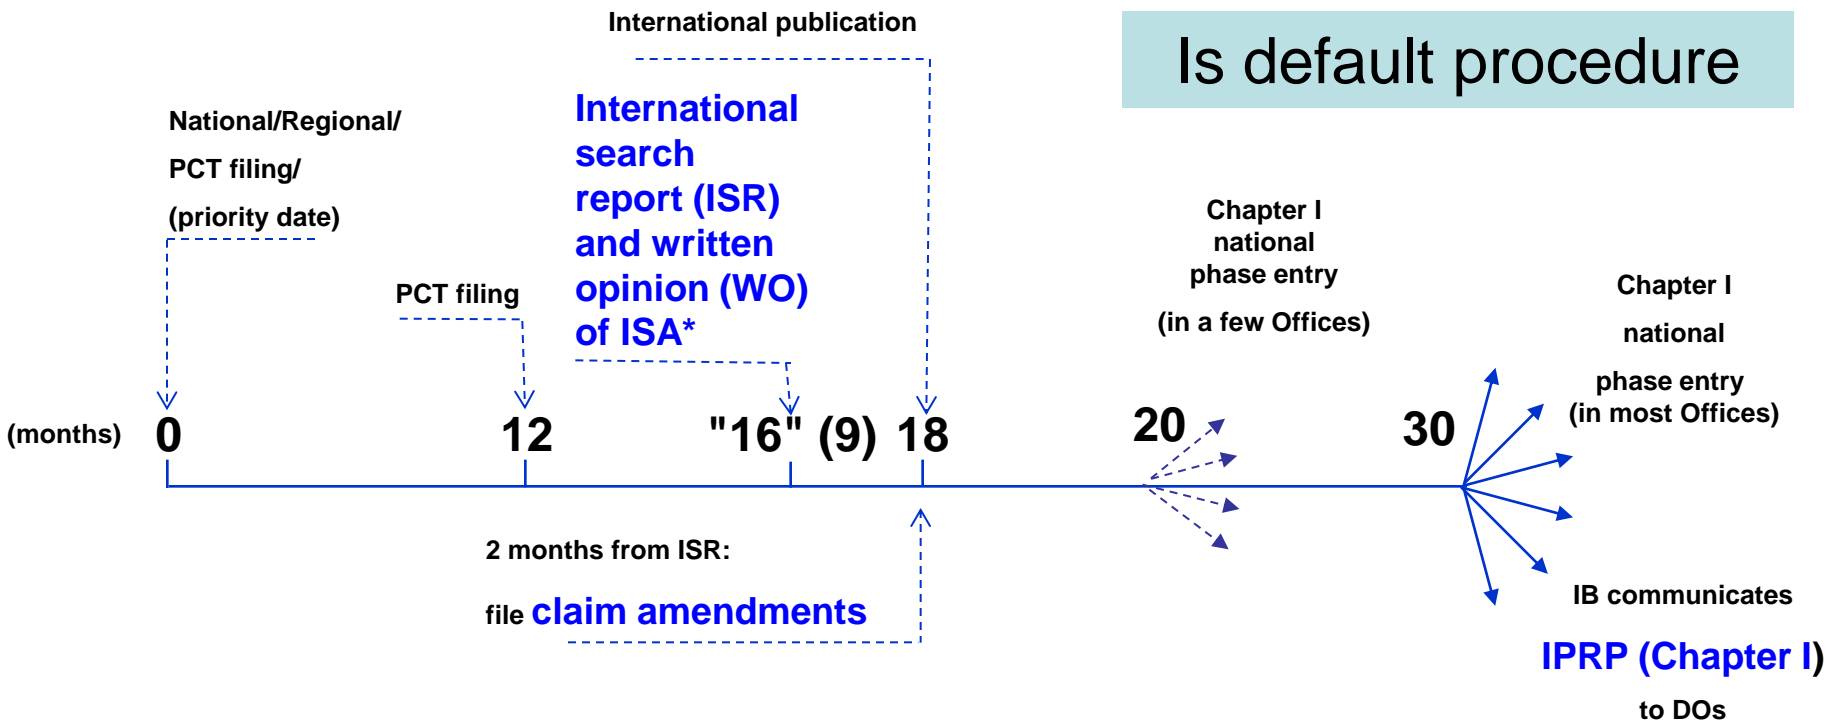 International publication
Is default procedure
National/Regional/
PCT filing/
(priority date)
International
search
report (ISR)
and written
opinion (WO)
of ISA*
PCT filing
Chapter I
national
phase entry
(in a few Offices)
Chapter I
national
phase entry
(in most Offices)
(months) 0 12 "16" (9) 18 20 30
2 months from ISR:
file claim amendments
IB communicates
IPRP (Chapter I)
to DOs